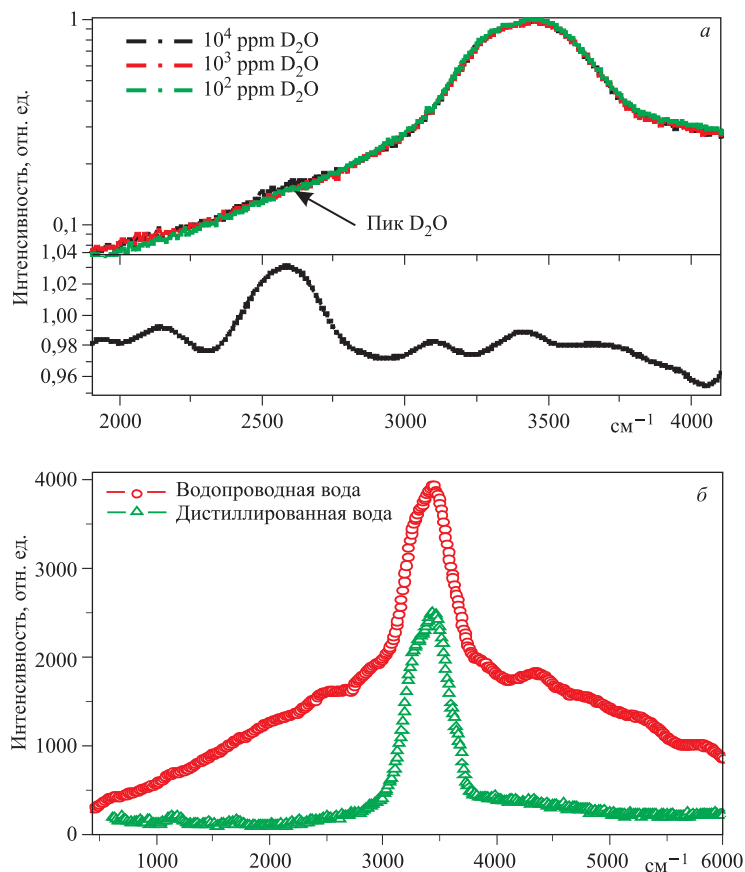 а
10⁴ ppm D₂O
10³ ppm D₂O
10² ppm D₂O
Пик D₂O
Интенсивность, отн. ед.
1
0,1
1,04
1,02
1,00
0,98
0,96
2000 2500 3000 3500 см⁻¹ 4000
б
Водопроводная вода
Дистиллированная вода
Интенсивность, отн. ед.
4000
3000
2000
1000
0
1000 2000 3000 4000 5000 см⁻¹ 6000